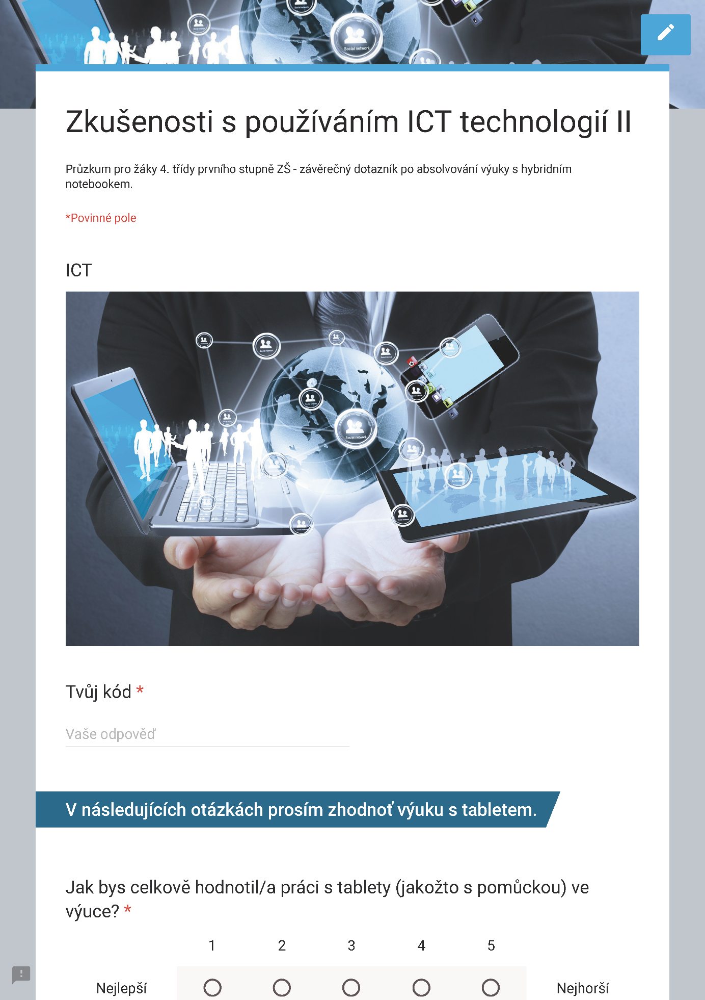 Social network
Zkušenosti s používáním ICT technologií II
Průzkum pro žáky 4. třídy prvního stupně ZŠ - závěrečný dotazník po absolvování výuky s hybridním
notebookem.
*Povinné pole
ICT
Social network
Social network
Tvůj kód *
Vaše odpověď
V následujících otázkách prosím zhodnoť výuku s tabletem.
Jak bys celkově hodnotil/a práci s tablety (jakožto s pomůckou) ve
výuce? *
1 2 3 4 5
Nejlepší Nejhorší